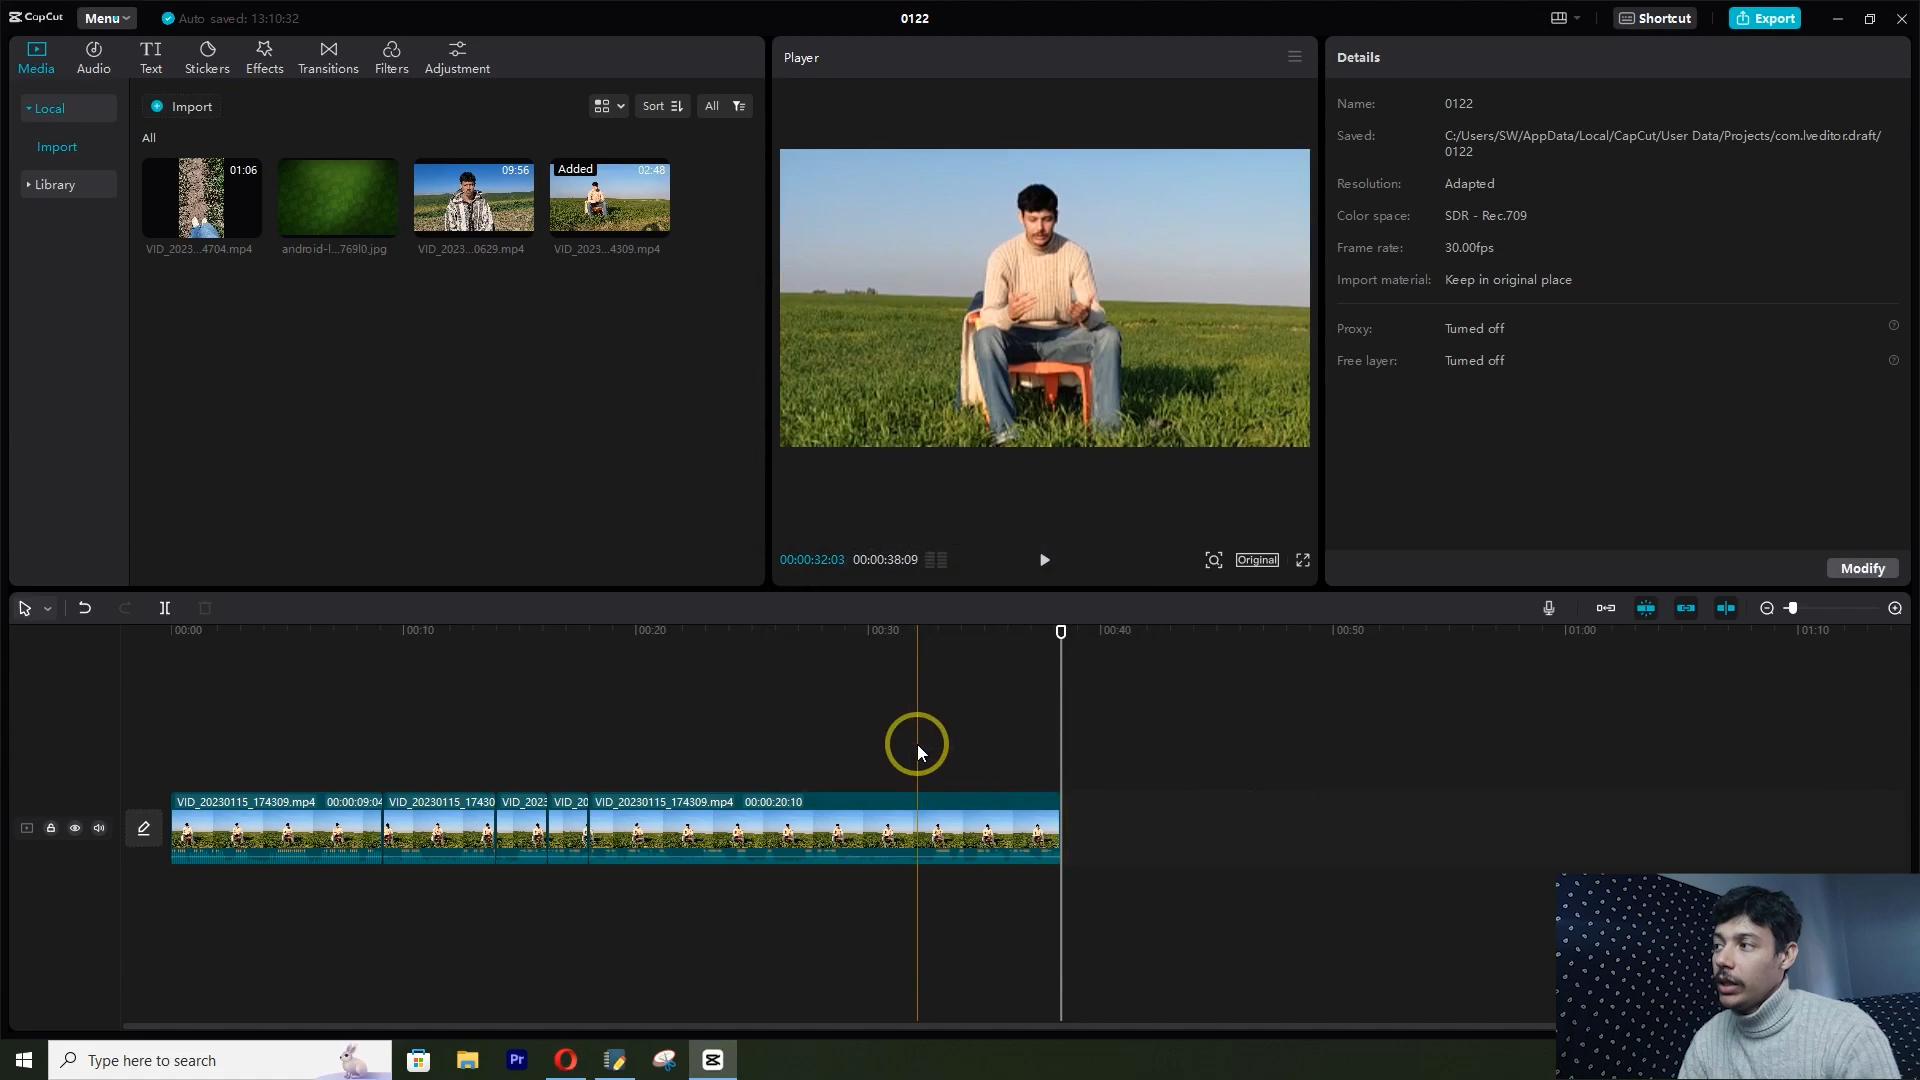 CapCut
Menu
Auto saved: 13:10:32
0122
Shortcut
Export
Media
Audio
TI
Text
Stickers
Effects
Transitions
Filters
Adjustment
Player
Details
Local
Import
Library
Import
Sort
All
All
01:06
09:56
Added
02:48
VID_2023...4704.mp4
android-l...769l0.jpg
VID_2023...0629.mp4
VID_2023...4309.mp4
Name:
0122
Saved:
C:/Users/SW/AppData/Local/CapCut/User Data/Projects/com.lveditor.draft/
0122
Resolution:
Adapted
Color space:
SDR - Rec.709
Frame rate:
30.00fps
Import material:
Keep in original place
Proxy:
Turned off
Free layer:
Turned off
00:00:32:03
00:00:38:09
Original
Modify
00:00
00:10
00:20
00:30
00:40
00:50
01:00
01:10
VID_20230115_174309.mp4
00:00:09:04
VID_20230115_17430
VID_2023
VID_20
VID_20230115_174309.mp4
00:00:20:10
Type here to search
Pr